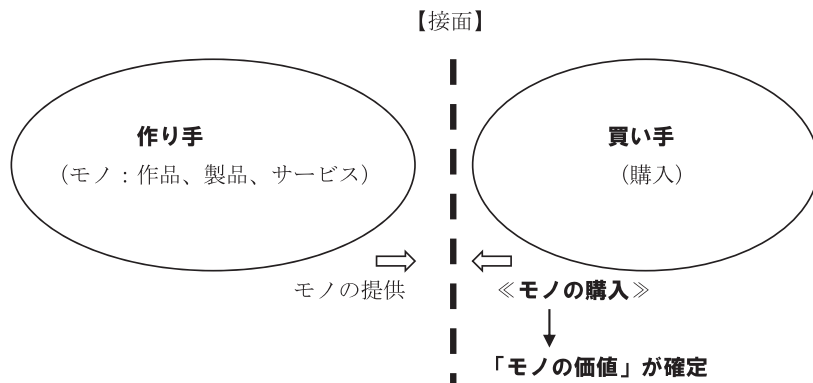 【接面】
作り手
買い手
（モノ：作品、製品、サービス）
（購入）
モノの提供
≪モノの購入≫
「モノの価値」が確定